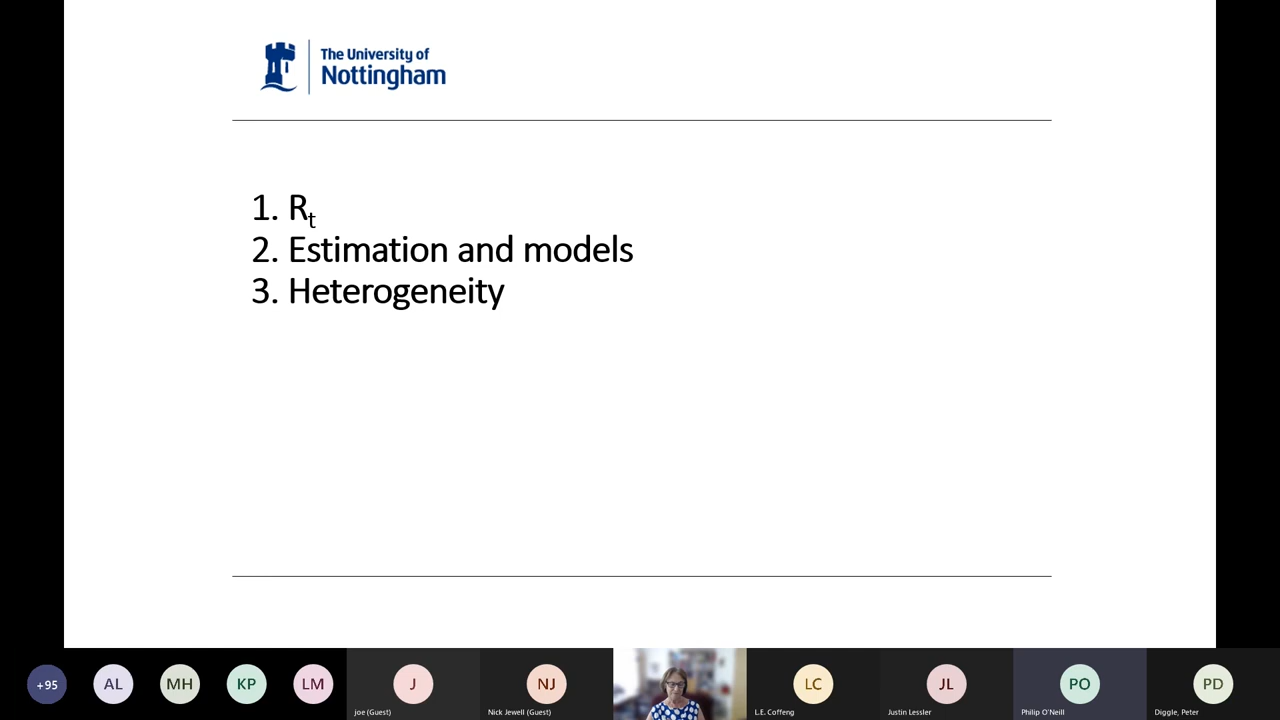 The University of
Nottingham
1. Rt
2. Estimation and models
3. Heterogeneity
+95
AL
MH
KP
LM
J
joe (Guest)
NJ
Nick Jewell (Guest)
LC
L.E. Coffeng
JL
Justin Lessler
PO
Philip O'Neill
PD
Diggle, Peter